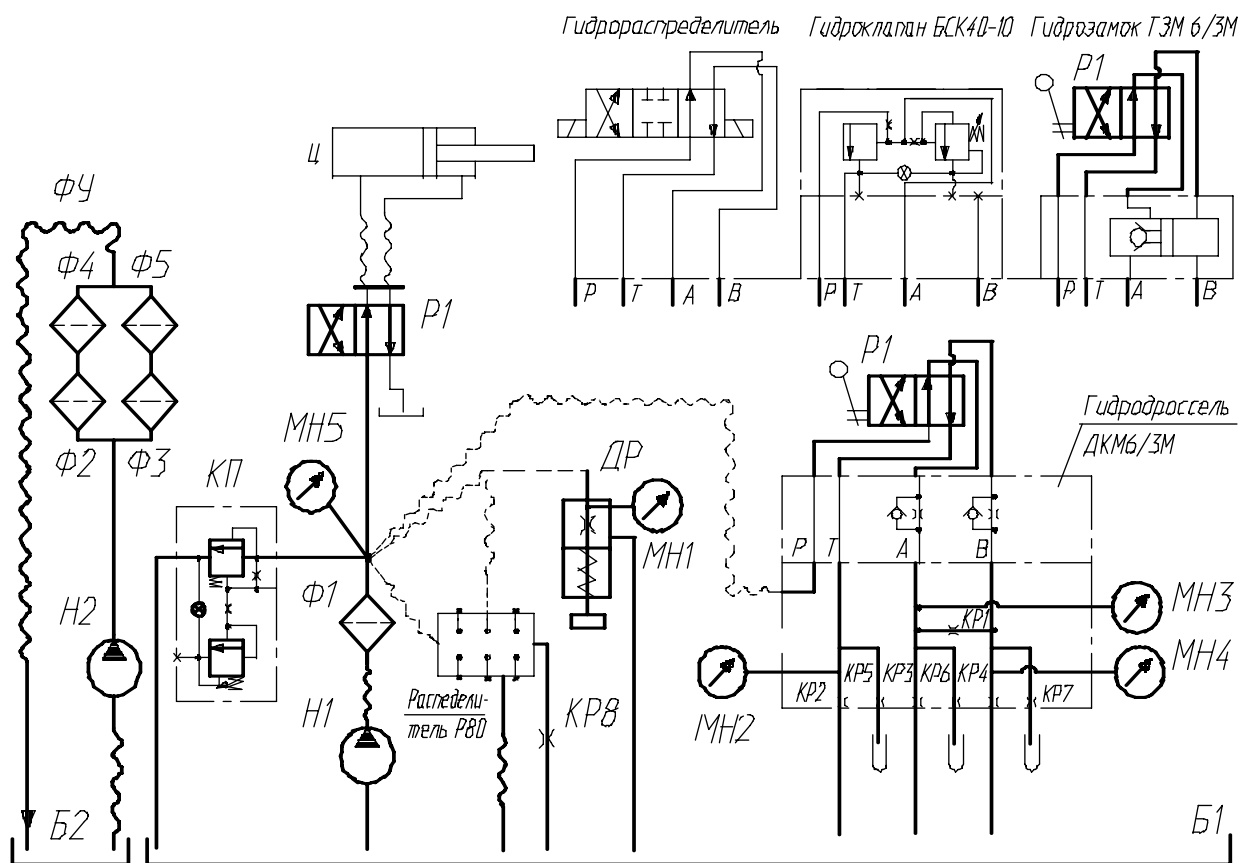 Гидрораспределитель
Гидроклапан БСК40-10
Гидрозамок ТЗМ 6/3М
Р1
Ц
ФУ
Ф4
Ф5
Р
Т
А
В
Р
Т
А
В
Р
Т
А
В
Р1
Р1
Гидродроссель
ДКМ6/3М
МН5
ДР
Ф2
Ф3
КП
МН1
Р
Т
А
В
Ф1
Н2
КР1
МН3
МН4
КР5
КР3
КР6
КР4
КР2
КР7
Распедели-
тель Р80
Н1
КР8
МН2
Б2
Б1